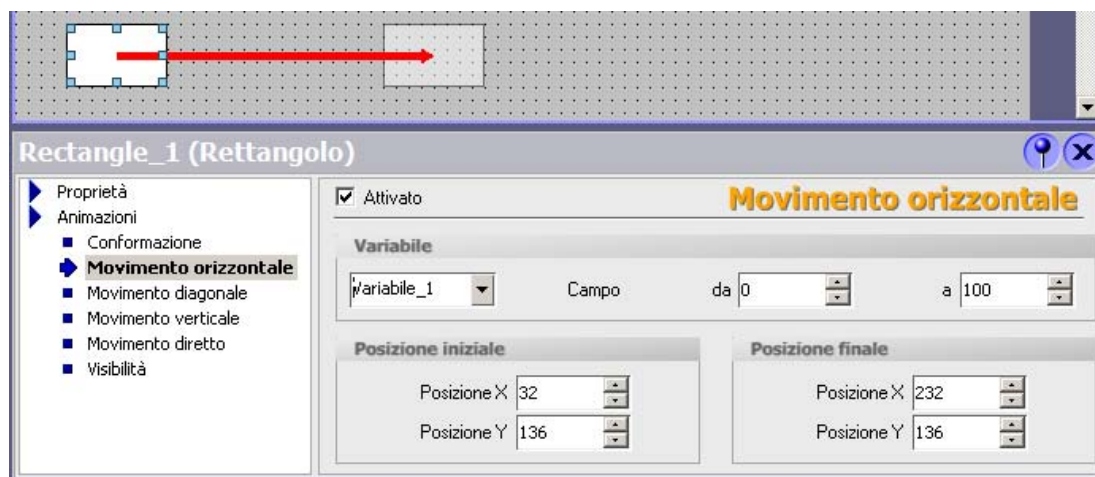 Rectangle_1 (Rettangolo)
Proprietà
Animazioni
Conformazione
Movimento orizzontale
Movimento diagonale
Movimento verticale
Movimento diretto
Visibilità
Attivato
Movimento orizzontale
Variabile
Variabile_1
Campo
da 0
a 100
Posizione iniziale
Posizione X 32
Posizione Y 136
Posizione finale
Posizione X 232
Posizione Y 136